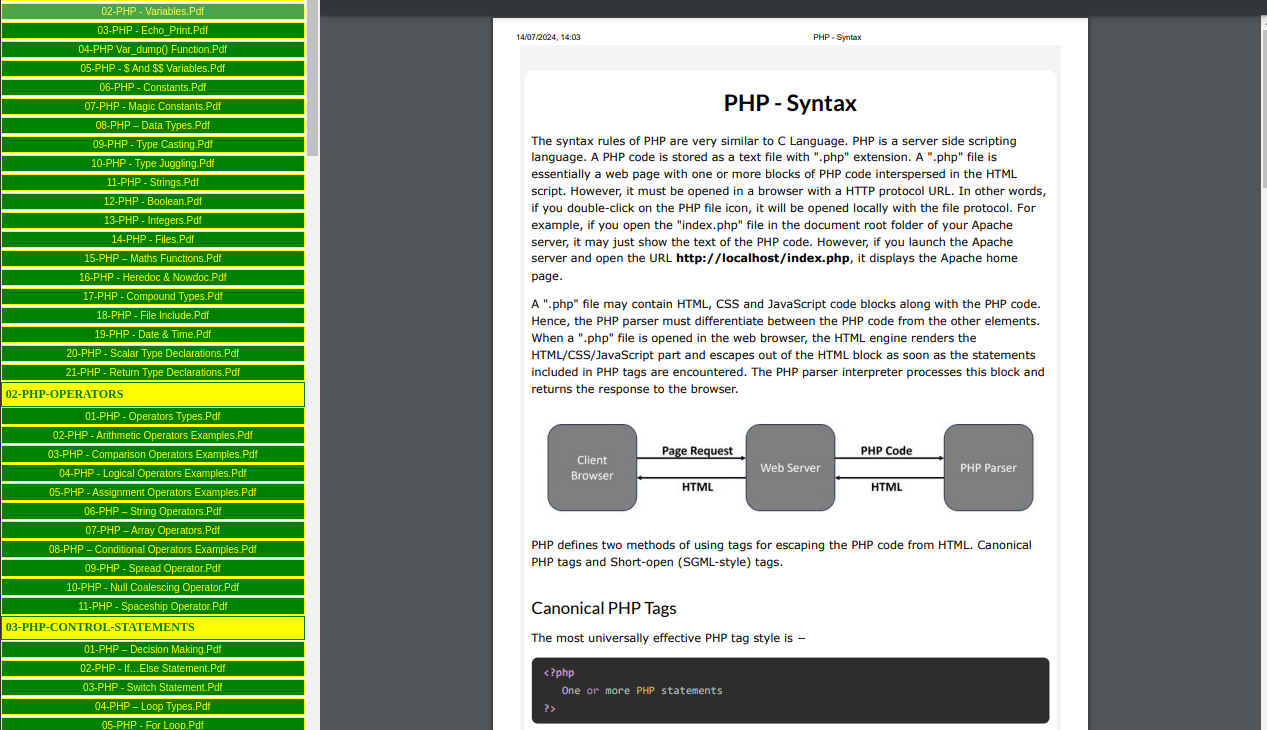 02-PHP - Variables.Pdf
03-PHP - Echo_Print.Pdf
04-PHP Var_dump() Function.Pdf
05-PHP - $ And $$ Variables.Pdf
06-PHP - Constants.Pdf
07-PHP - Magic Constants.Pdf
08-PHP – Data Types.Pdf
09-PHP - Type Casting.Pdf
10-PHP - Type Juggling.Pdf
11-PHP - Strings.Pdf
12-PHP - Boolean.Pdf
13-PHP - Integers.Pdf
14-PHP - Files.Pdf
15-PHP – Maths Functions.Pdf
16-PHP - Heredoc & Nowdoc.Pdf
17-PHP - Compound Types.Pdf
18-PHP - File Include.Pdf
19-PHP - Date & Time.Pdf
20-PHP - Scalar Type Declarations.Pdf
21-PHP - Return Type Declarations.Pdf
02-PHP-OPERATORS
01-PHP - Operators Types.Pdf
02-PHP - Arithmetic Operators Examples.Pdf
03-PHP - Comparison Operators Examples.Pdf
04-PHP - Logical Operators Examples.Pdf
05-PHP - Assignment Operators Examples.Pdf
06-PHP – String Operators.Pdf
07-PHP – Array Operators.Pdf
08-PHP – Conditional Operators Examples.Pdf
09-PHP - Spread Operator.Pdf
10-PHP - Null Coalescing Operator.Pdf
11-PHP - Spaceship Operator.Pdf
03-PHP-CONTROL-STATEMENTS
01-PHP – Decision Making.Pdf
02-PHP - If…Else Statement.Pdf
03-PHP - Switch Statement.Pdf
04-PHP – Loop Types.Pdf
05-PHP - For Loop.Pdf
14/07/2024, 14:03
PHP - Syntax
PHP - Syntax
The syntax rules of PHP are very similar to C Language. PHP is a server side scripting
language. A PHP code is stored as a text file with ".php" extension. A ".php" file is
essentially a web page with one or more blocks of PHP code interspersed in the HTML
script. However, it must be opened in a browser with a HTTP protocol URL. In other words,
if you double-click on the PHP file icon, it will be opened locally with the file protocol. For
example, if you open the "index.php" file in the document root folder of your Apache
server, it may just show the text of the PHP code. However, if you launch the Apache
server and open the URL http://localhost/index.php, it displays the Apache home
page.
A ".php" file may contain HTML, CSS and JavaScript code blocks along with the PHP code.
Hence, the PHP parser must differentiate between the PHP code from the other elements.
When a ".php" file is opened in the web browser, the HTML engine renders the
HTML/CSS/JavaScript part and escapes out of the HTML block as soon as the statements
included in PHP tags are encountered. The PHP parser interpreter processes this block and
returns the response to the browser.
Client
Browser
Page Request
HTML
Web Server
PHP Code
HTML
PHP Parser
PHP defines two methods of using tags for escaping the PHP code from HTML. Canonical
PHP tags and Short-open (SGML-style) tags.
Canonical PHP Tags
The most universally effective PHP tag style is −
<?php
One or more PHP statements
?>